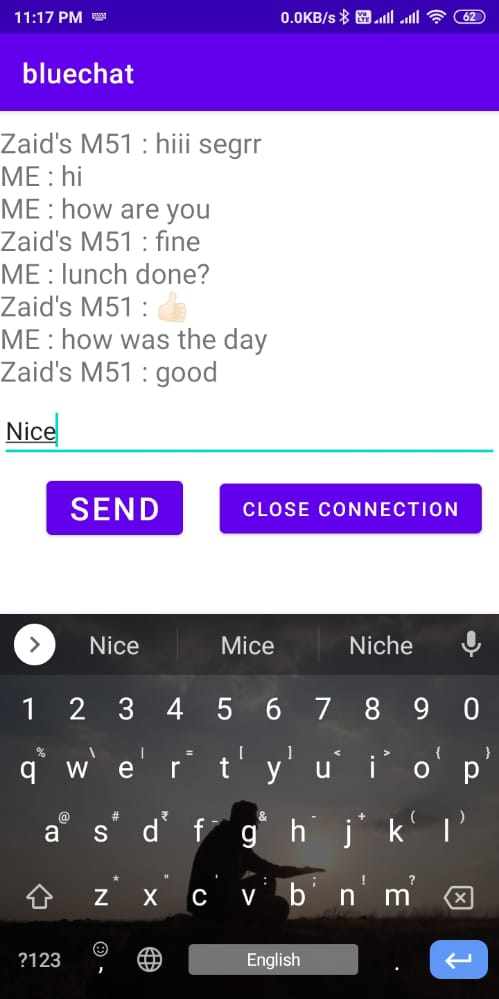 11:17 PM 0.0KB/s Vo LTE 62
bluechat
Zaid's M51 : hiii segrr
ME : hi
ME : how are you
Zaid's M51 : fine
ME : lunch done?
Zaid's M51 : 👍🏻
ME : how was the day
Zaid's M51 : good
Nice
SEND CLOSE CONNECTION
Nice Mice Niche
1 2 3 4 5 6 7 8 9 0
% \ | = [ ] < > { }
q w e r t y u i o p
@ # ₹ _ & - + ( )
a s d f g h j k l
* " ' : ; ! ?
z x c v b n m
?123 , English .